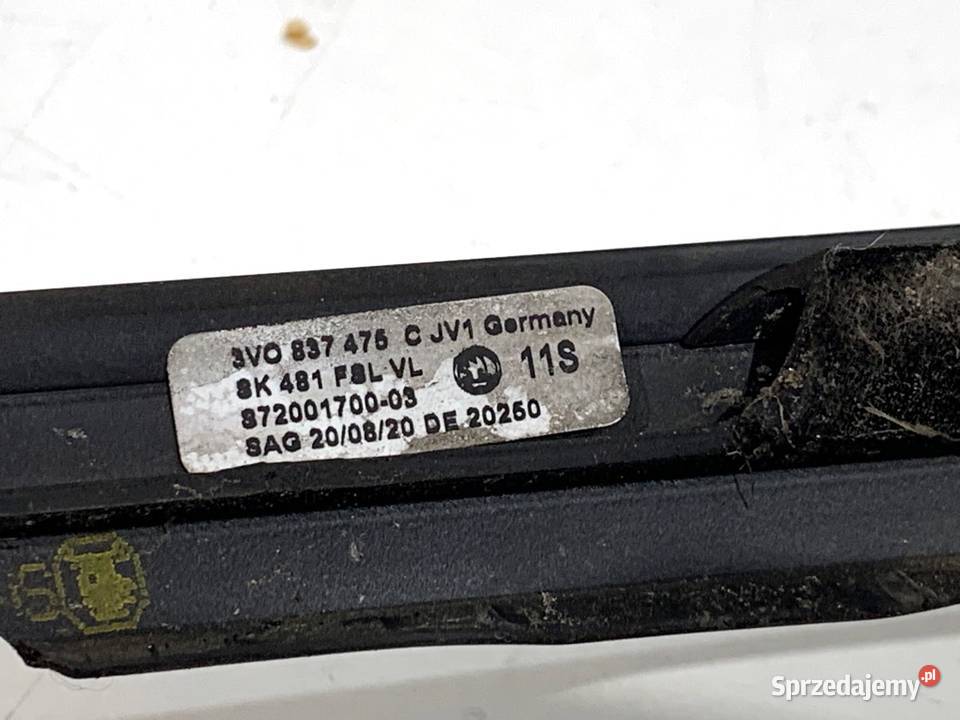 3V0 837 475 C JV1 Germany
SK 481 FSL VL 11S
872001700-03
SAG 20/08/20 DE 20250
Sprzedajemy.pl